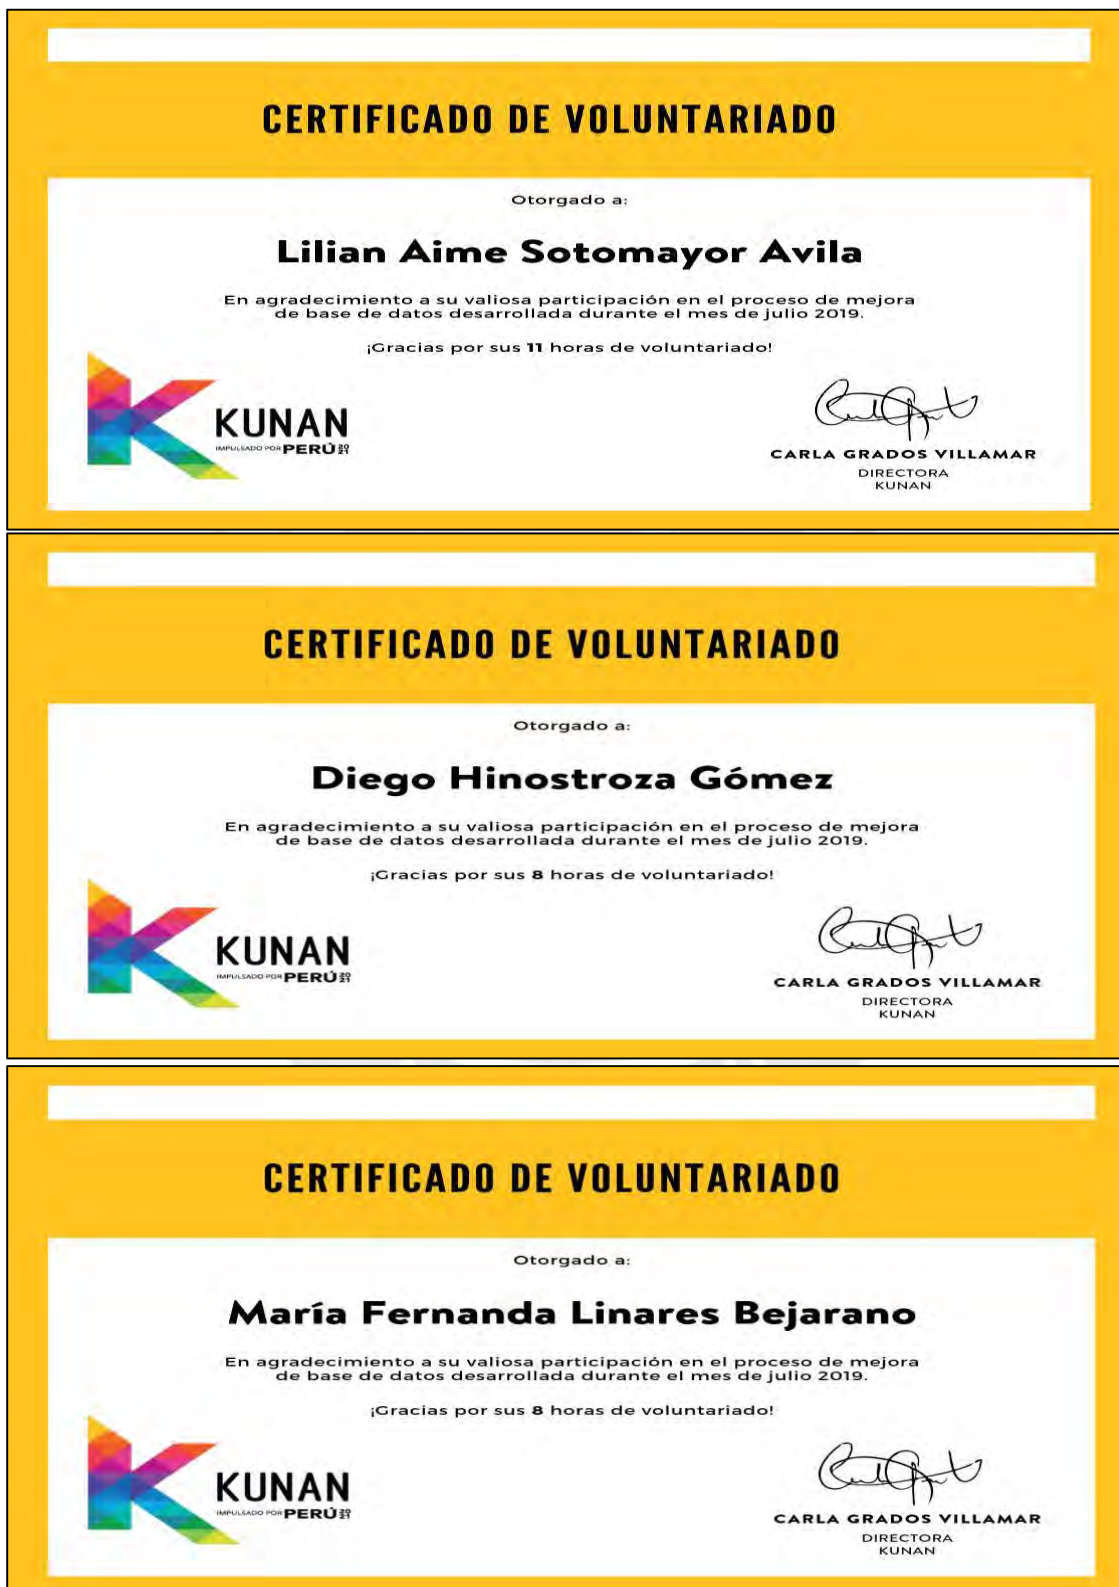 CERTIFICADO DE VOLUNTARIADO
Otorgado a:
Lilian Aime Sotomayor Avila
En agradecimiento a su valiosa participación en el proceso de mejora
de base de datos desarrollada durante el mes de julio 2019.
¡Gracias por sus 11 horas de voluntariado!
KUNAN
IMPULSADO POR PERÚ 2021
CARLA GRADOS VILLAMAR
DIRECTORA
KUNAN
CERTIFICADO DE VOLUNTARIADO
Otorgado a:
Diego Hinostroza Gómez
En agradecimiento a su valiosa participación en el proceso de mejora
de base de datos desarrollada durante el mes de julio 2019.
¡Gracias por sus 8 horas de voluntariado!
KUNAN
IMPULSADO POR PERÚ 2021
CARLA GRADOS VILLAMAR
DIRECTORA
KUNAN
CERTIFICADO DE VOLUNTARIADO
Otorgado a:
María Fernanda Linares Bejarano
En agradecimiento a su valiosa participación en el proceso de mejora
de base de datos desarrollada durante el mes de julio 2019.
¡Gracias por sus 8 horas de voluntariado!
KUNAN
IMPULSADO POR PERÚ 2021
CARLA GRADOS VILLAMAR
DIRECTORA
KUNAN